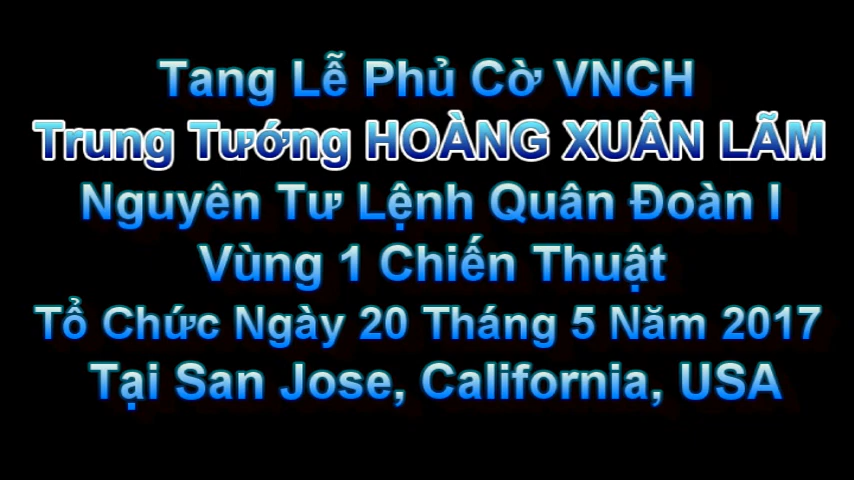 Tang Lễ Phủ Cờ VNCH
Trung Tướng HOÀNG XUÂN LÃM
Nguyên Tư Lệnh Quân Đoàn I
Vùng 1 Chiến Thuật
Tổ Chức Ngày 20 Tháng 5 Năm 2017
Tại San Jose, California, USA